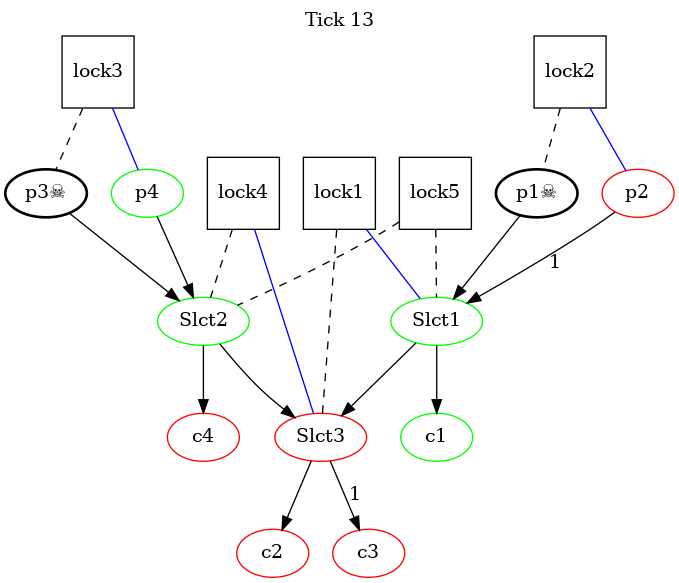 Tick 13
lock3
lock2
p3☠
p4
lock4
lock1
lock5
p1☠
p2
1
Slct2
Slct1
c4
Slct3
c1
1
c2
c3